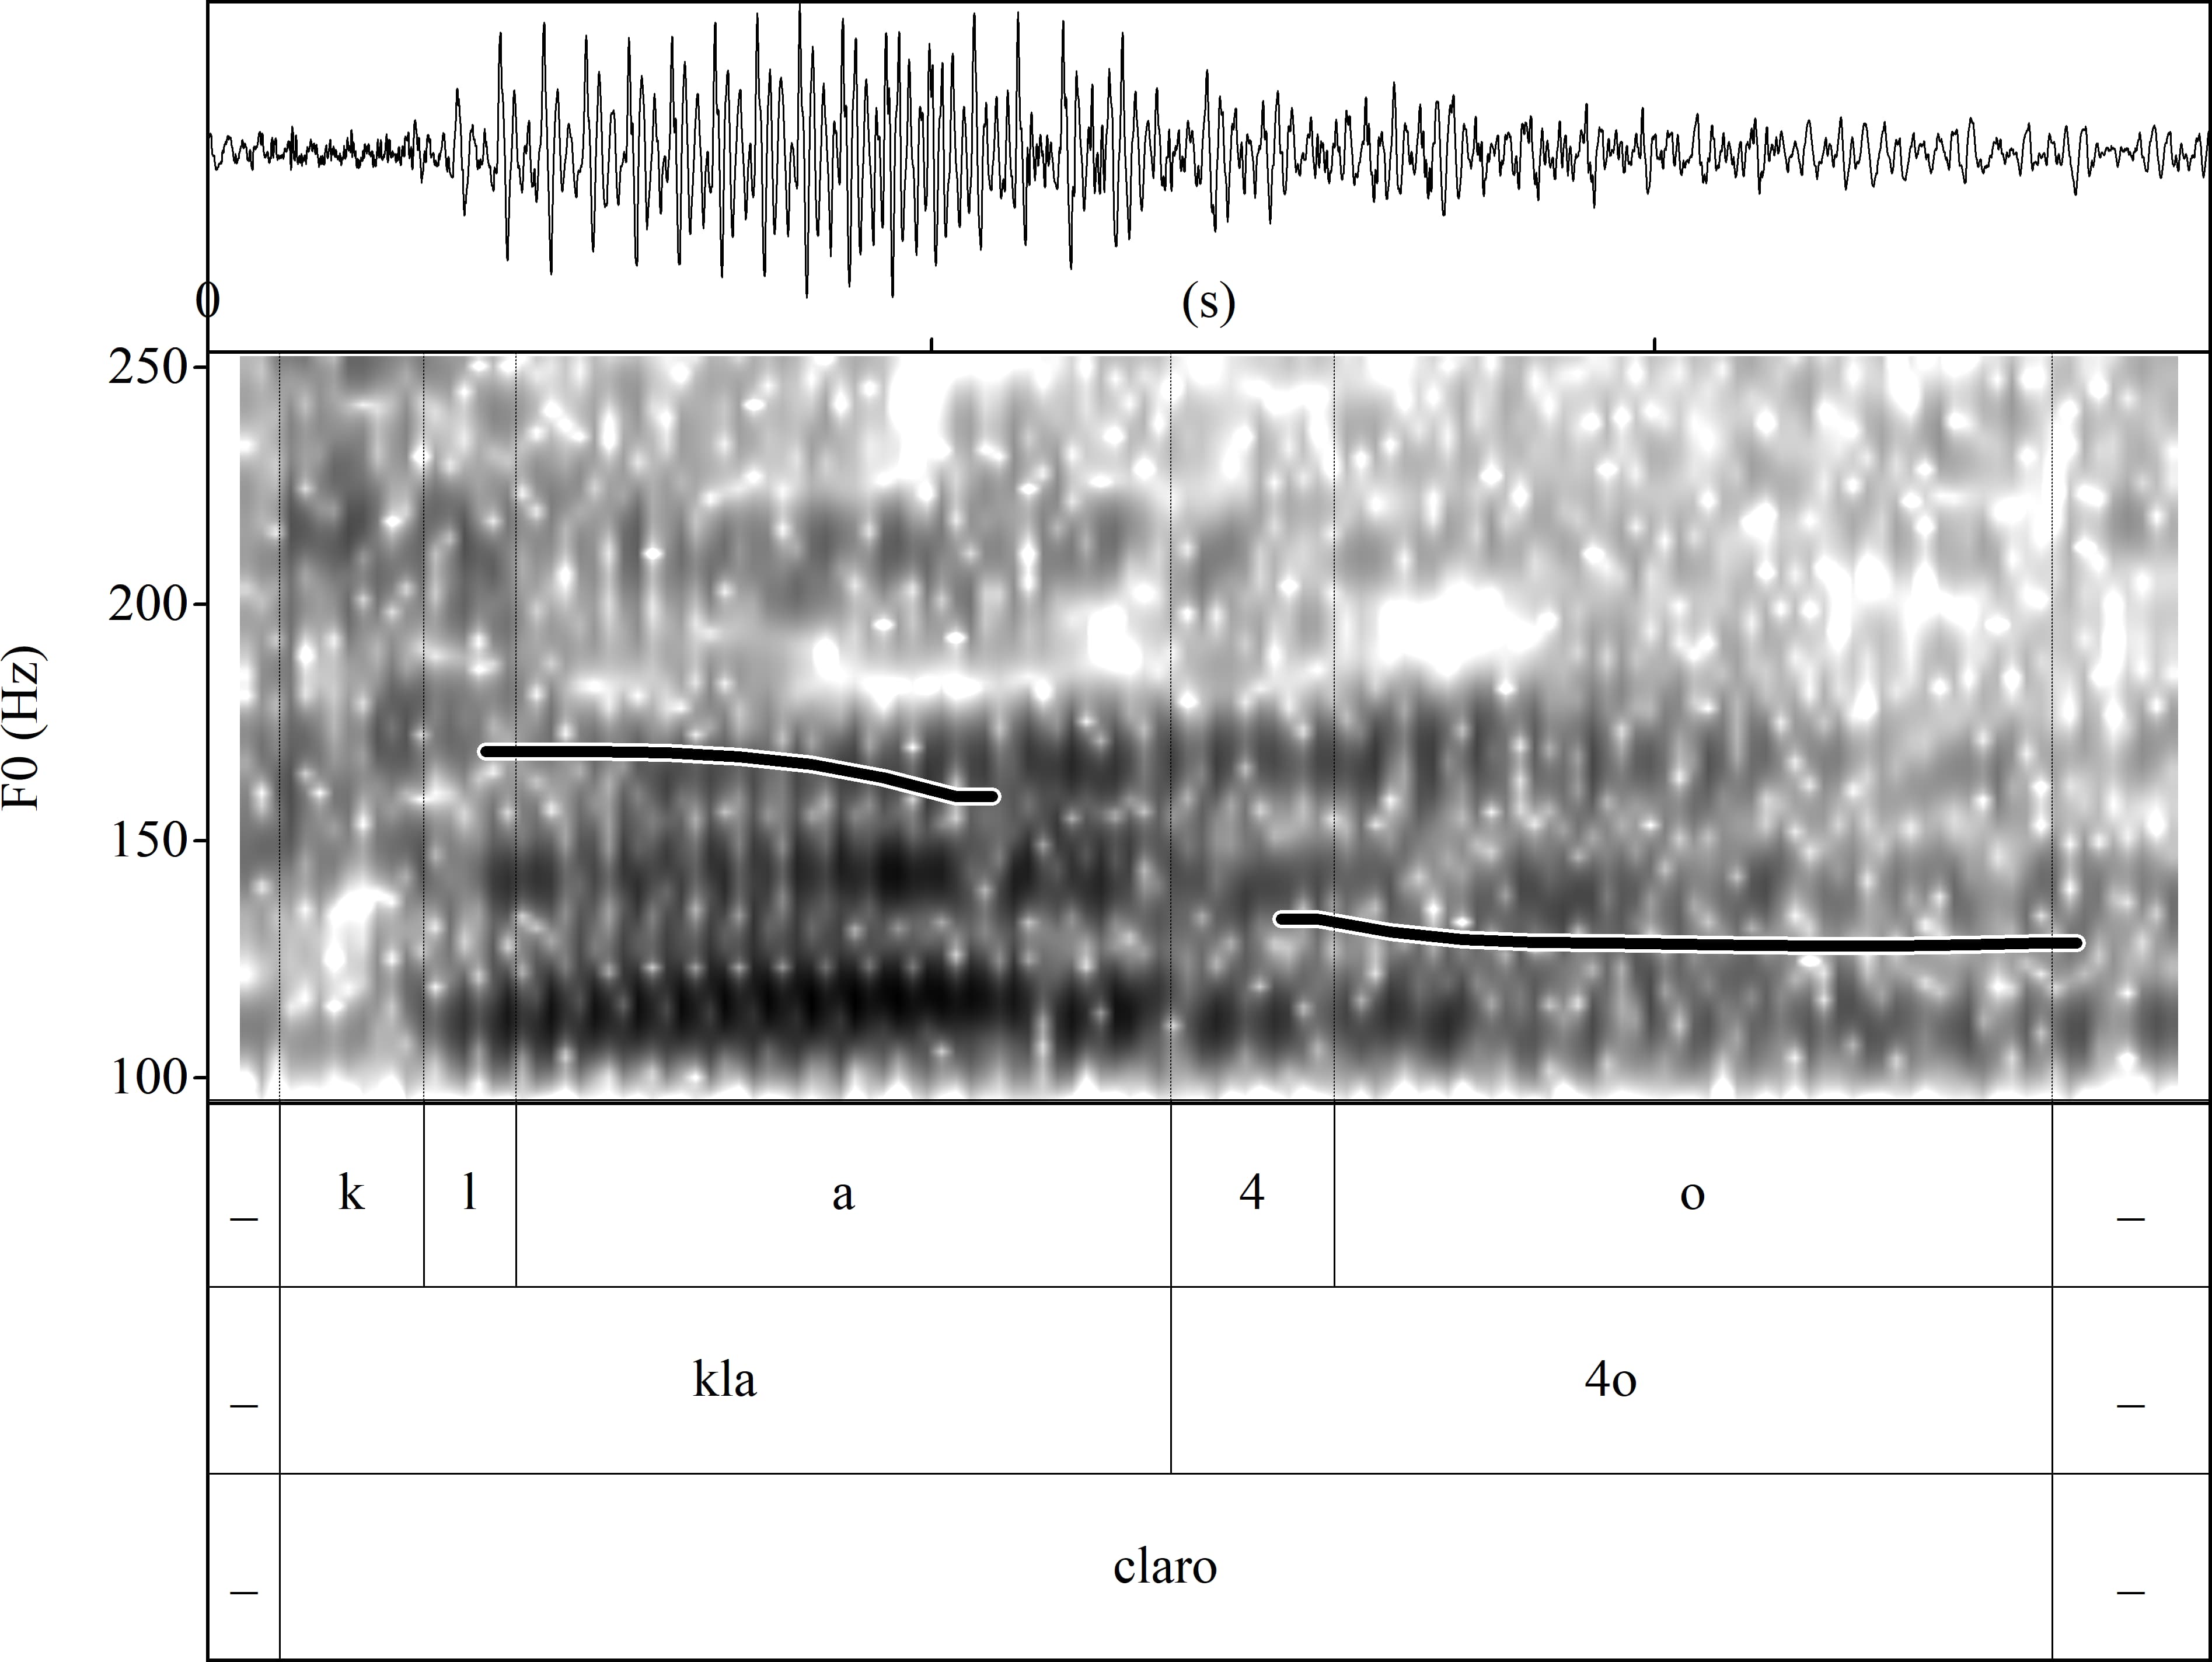 0
(s)
250
200
150
100
F0 (Hz)
– k l a 4 o –
– kla 4o –
– claro –